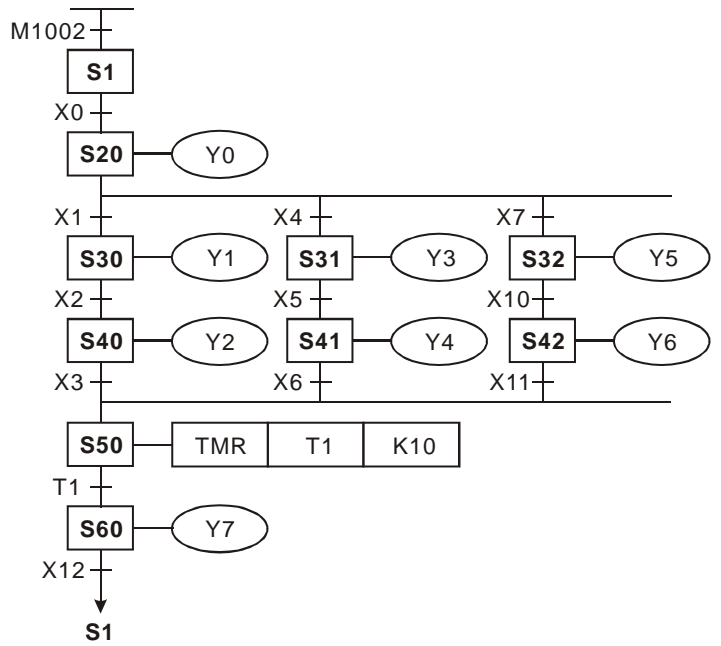 M1002
S1
X0
S20 Y0
X1 X4 X7
S30 Y1 S31 Y3 S32 Y5
X2 X5 X10
S40 Y2 S41 Y4 S42 Y6
X3 X6 X11
S50 TMR T1 K10
T1
S60 Y7
X12
S1